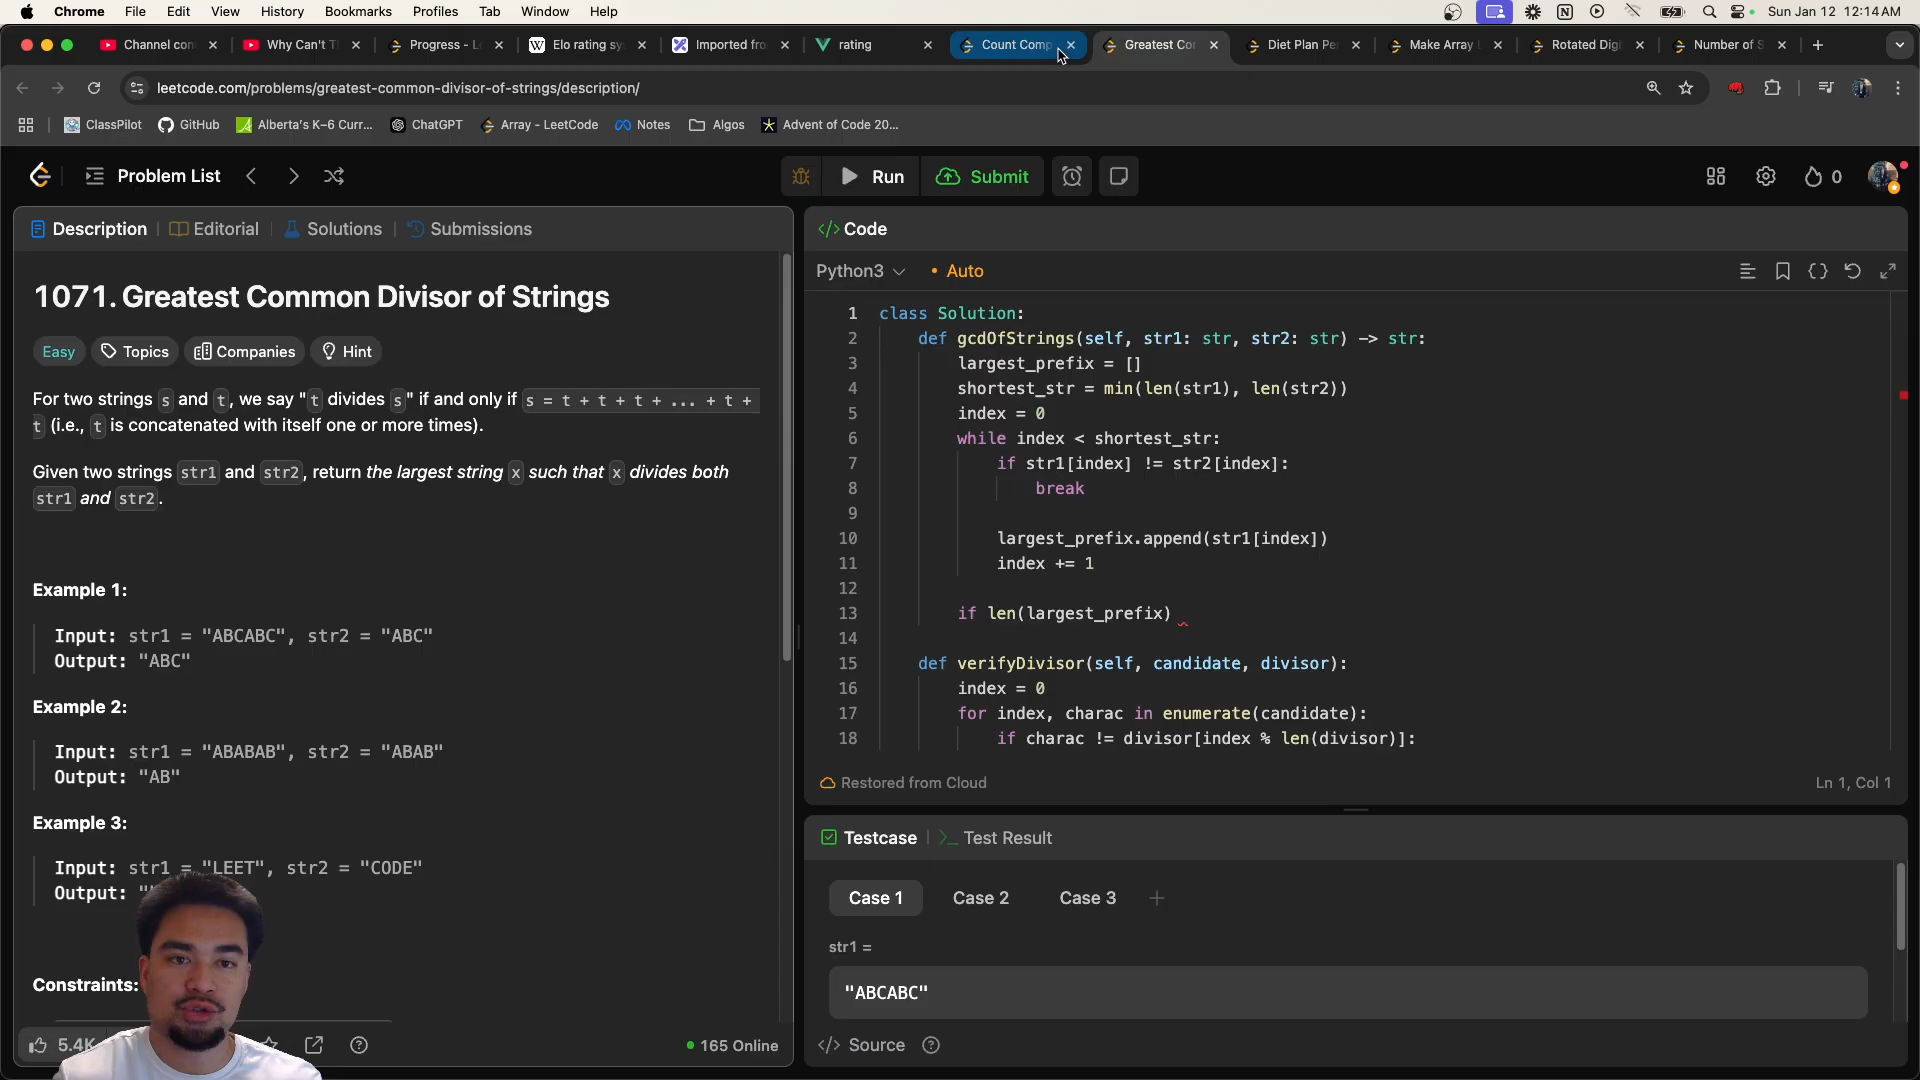 Chrome File Edit View History Bookmarks Profiles Tab Window Help Sun Jan 12 12:14 AM
Channel con Why Can't T Progress - L Elo rating sys Imported fro rating Count Comp Greatest Co Diet Plan Pe Make Array Rotated Digi Number of S
leetcode.com/problems/greatest-common-divisor-of-strings/description/
ClassPilot GitHub Alberta's K–6 Curr... ChatGPT Array - LeetCode Notes Algos Advent of Code 20...
Problem List Run Submit 0
Description Editorial Solutions Submissions
1071. Greatest Common Divisor of Strings
Easy Topics Companies Hint
For two strings s and t, we say "t divides s" if and only if s = t + t + t + ... + t +
t (i.e., t is concatenated with itself one or more times).
Given two strings str1 and str2, return the largest string x such that x divides both
str1 and str2.
Example 1:
Input: str1 = "ABCABC", str2 = "ABC"
Output: "ABC"
Example 2:
Input: str1 = "ABABAB", str2 = "ABAB"
Output: "AB"
Example 3:
Input: str1 = "LEET", str2 = "CODE"
Output:
Constraints:
5.4K
165 Online
Code
Python3 Auto
1 class Solution:
2 def gcdOfStrings(self, str1: str, str2: str) -> str:
3 largest_prefix = []
4 shortest_str = min(len(str1), len(str2))
5 index = 0
6 while index < shortest_str:
7 if str1[index] != str2[index]:
8 break
9
10 largest_prefix.append(str1[index])
11 index += 1
12
13 if len(largest_prefix)
14
15 def verifyDivisor(self, candidate, divisor):
16 index = 0
17 for index, charac in enumerate(candidate):
18 if charac != divisor[index % len(divisor)]:
Restored from Cloud Ln 1, Col 1
Testcase Test Result
Case 1 Case 2 Case 3
str1 =
"ABCABC"
Source